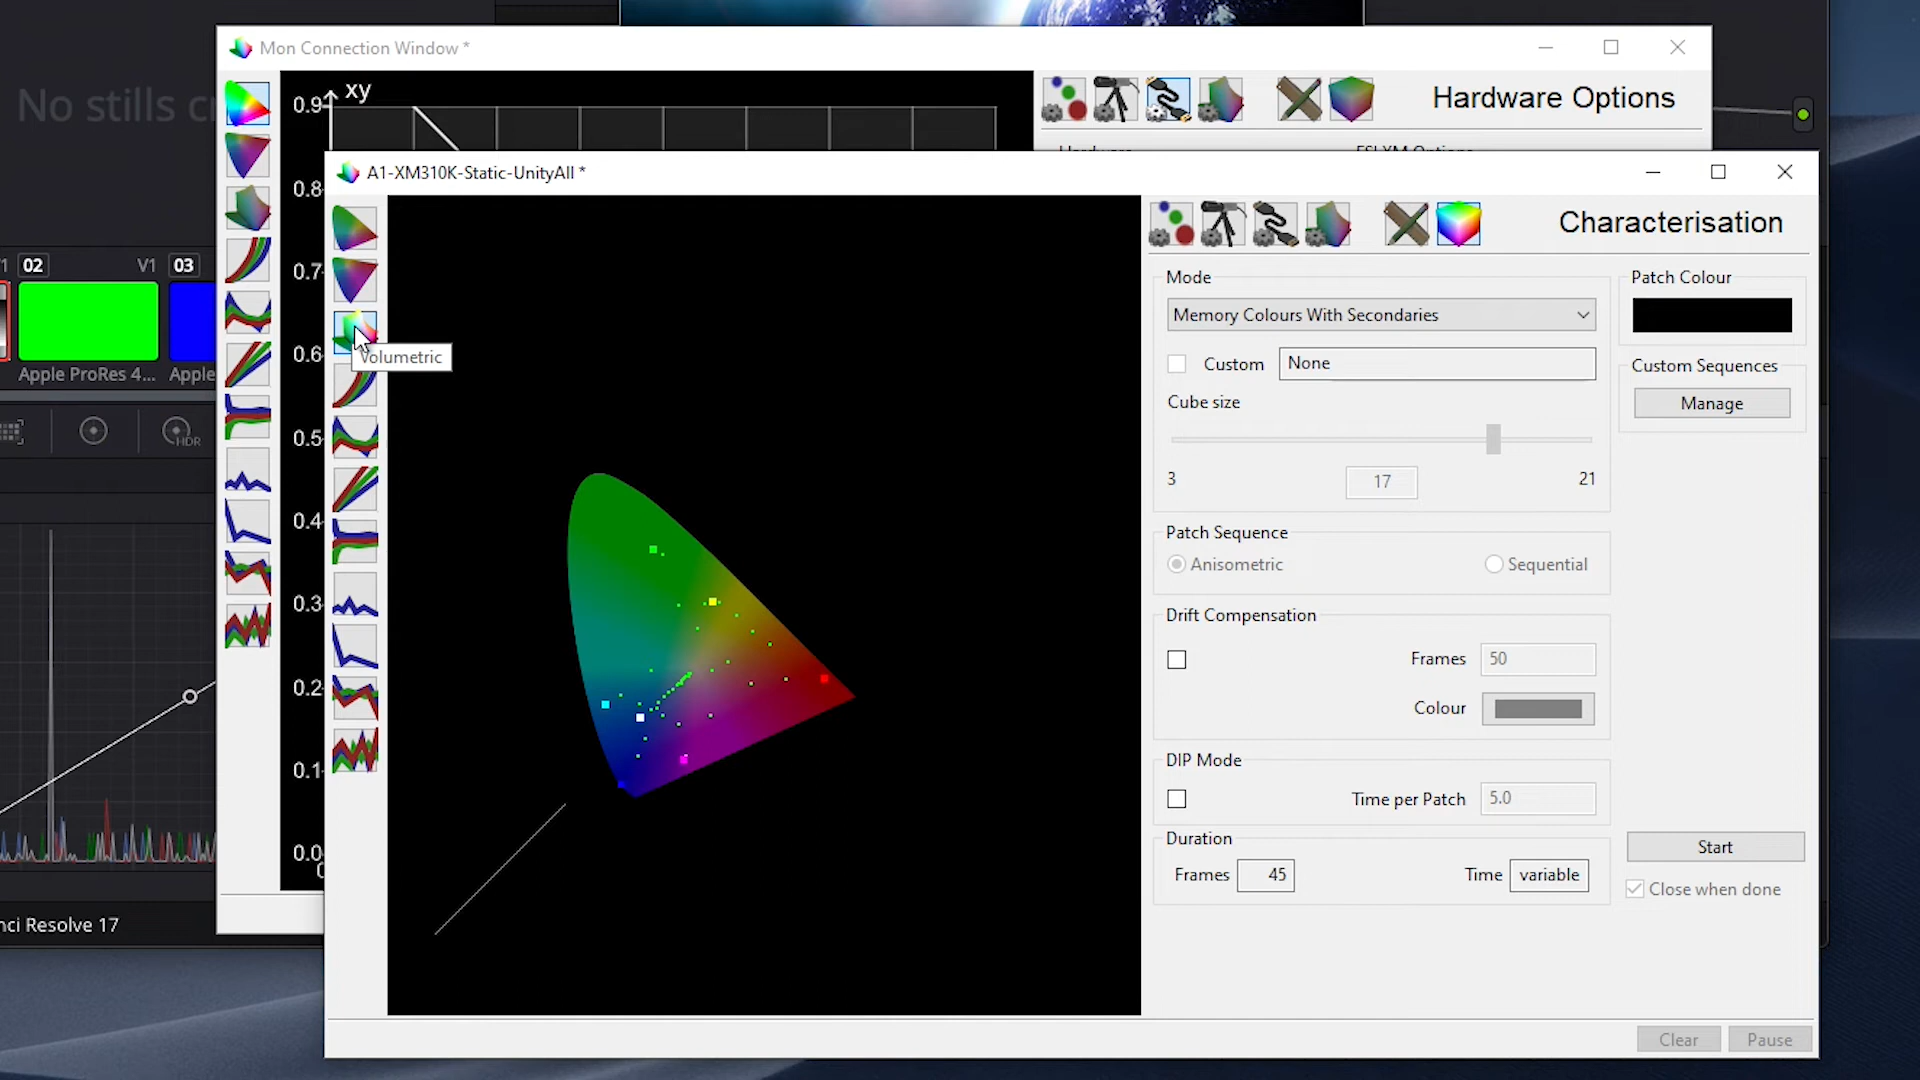 No stills cr
Mon Connection Window *
xy
0.9
0.8
0.7
0.6
0.5
0.4
0.3
0.2
0.1
0.0
Hardware Options
A1-XM310K-Static-UnityAll *
Volumetric
Characterisation
Mode
Memory Colours With Secondaries
Custom
None
Cube size
3
17
21
Patch Sequence
Anisometric
Sequential
Drift Compensation
Frames
50
Colour
DIP Mode
Time per Patch
5.0
Duration
Frames
45
Time
variable
Patch Colour
Custom Sequences
Manage
Start
Close when done
Clear
Pause
02
V1
03
Apple ProRes 4...
Apple
HDR
nci Resolve 17